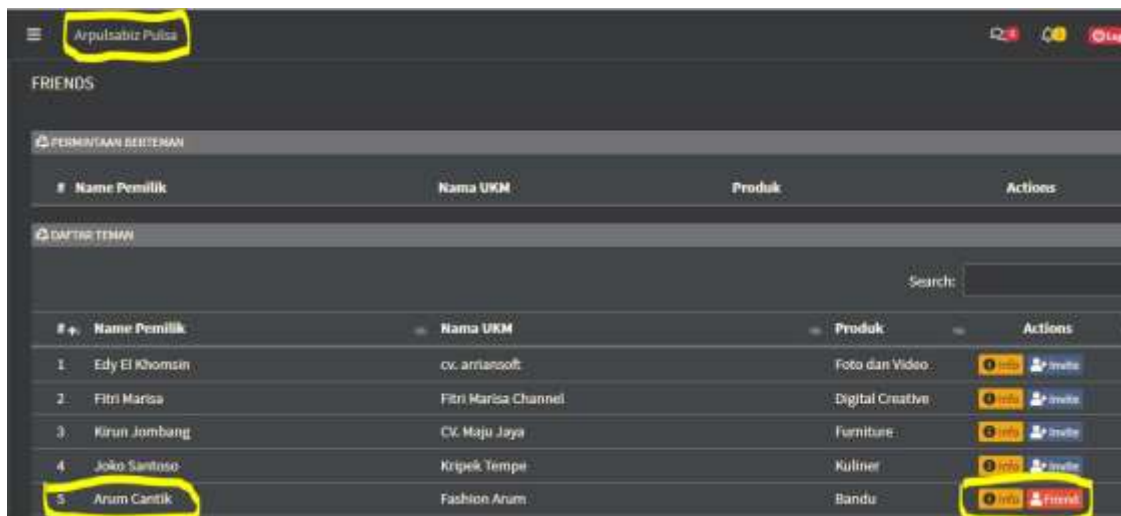 Arpulsabiz Pulsa
FRIENDS
PERMINTAAN BERTEMAN
# Name Pemilik Nama UKM Produk Actions
DAFTAR TEMAN
Search:
# Name Pemilik Nama UKM Produk Actions
1 Edy El Khomsin cv. arriansoft Foto dan Video Info Invite
2 Fitri Marisa Fitri Marisa Channel Digital Creative Info Invite
3 Kirun Jombang CV. Maju Jaya Furniture Info Invite
4 Joko Santoso Kripek Tempe Kuliner Info Invite
5 Arum Cantik Fashion Arum Bandu Info Friend